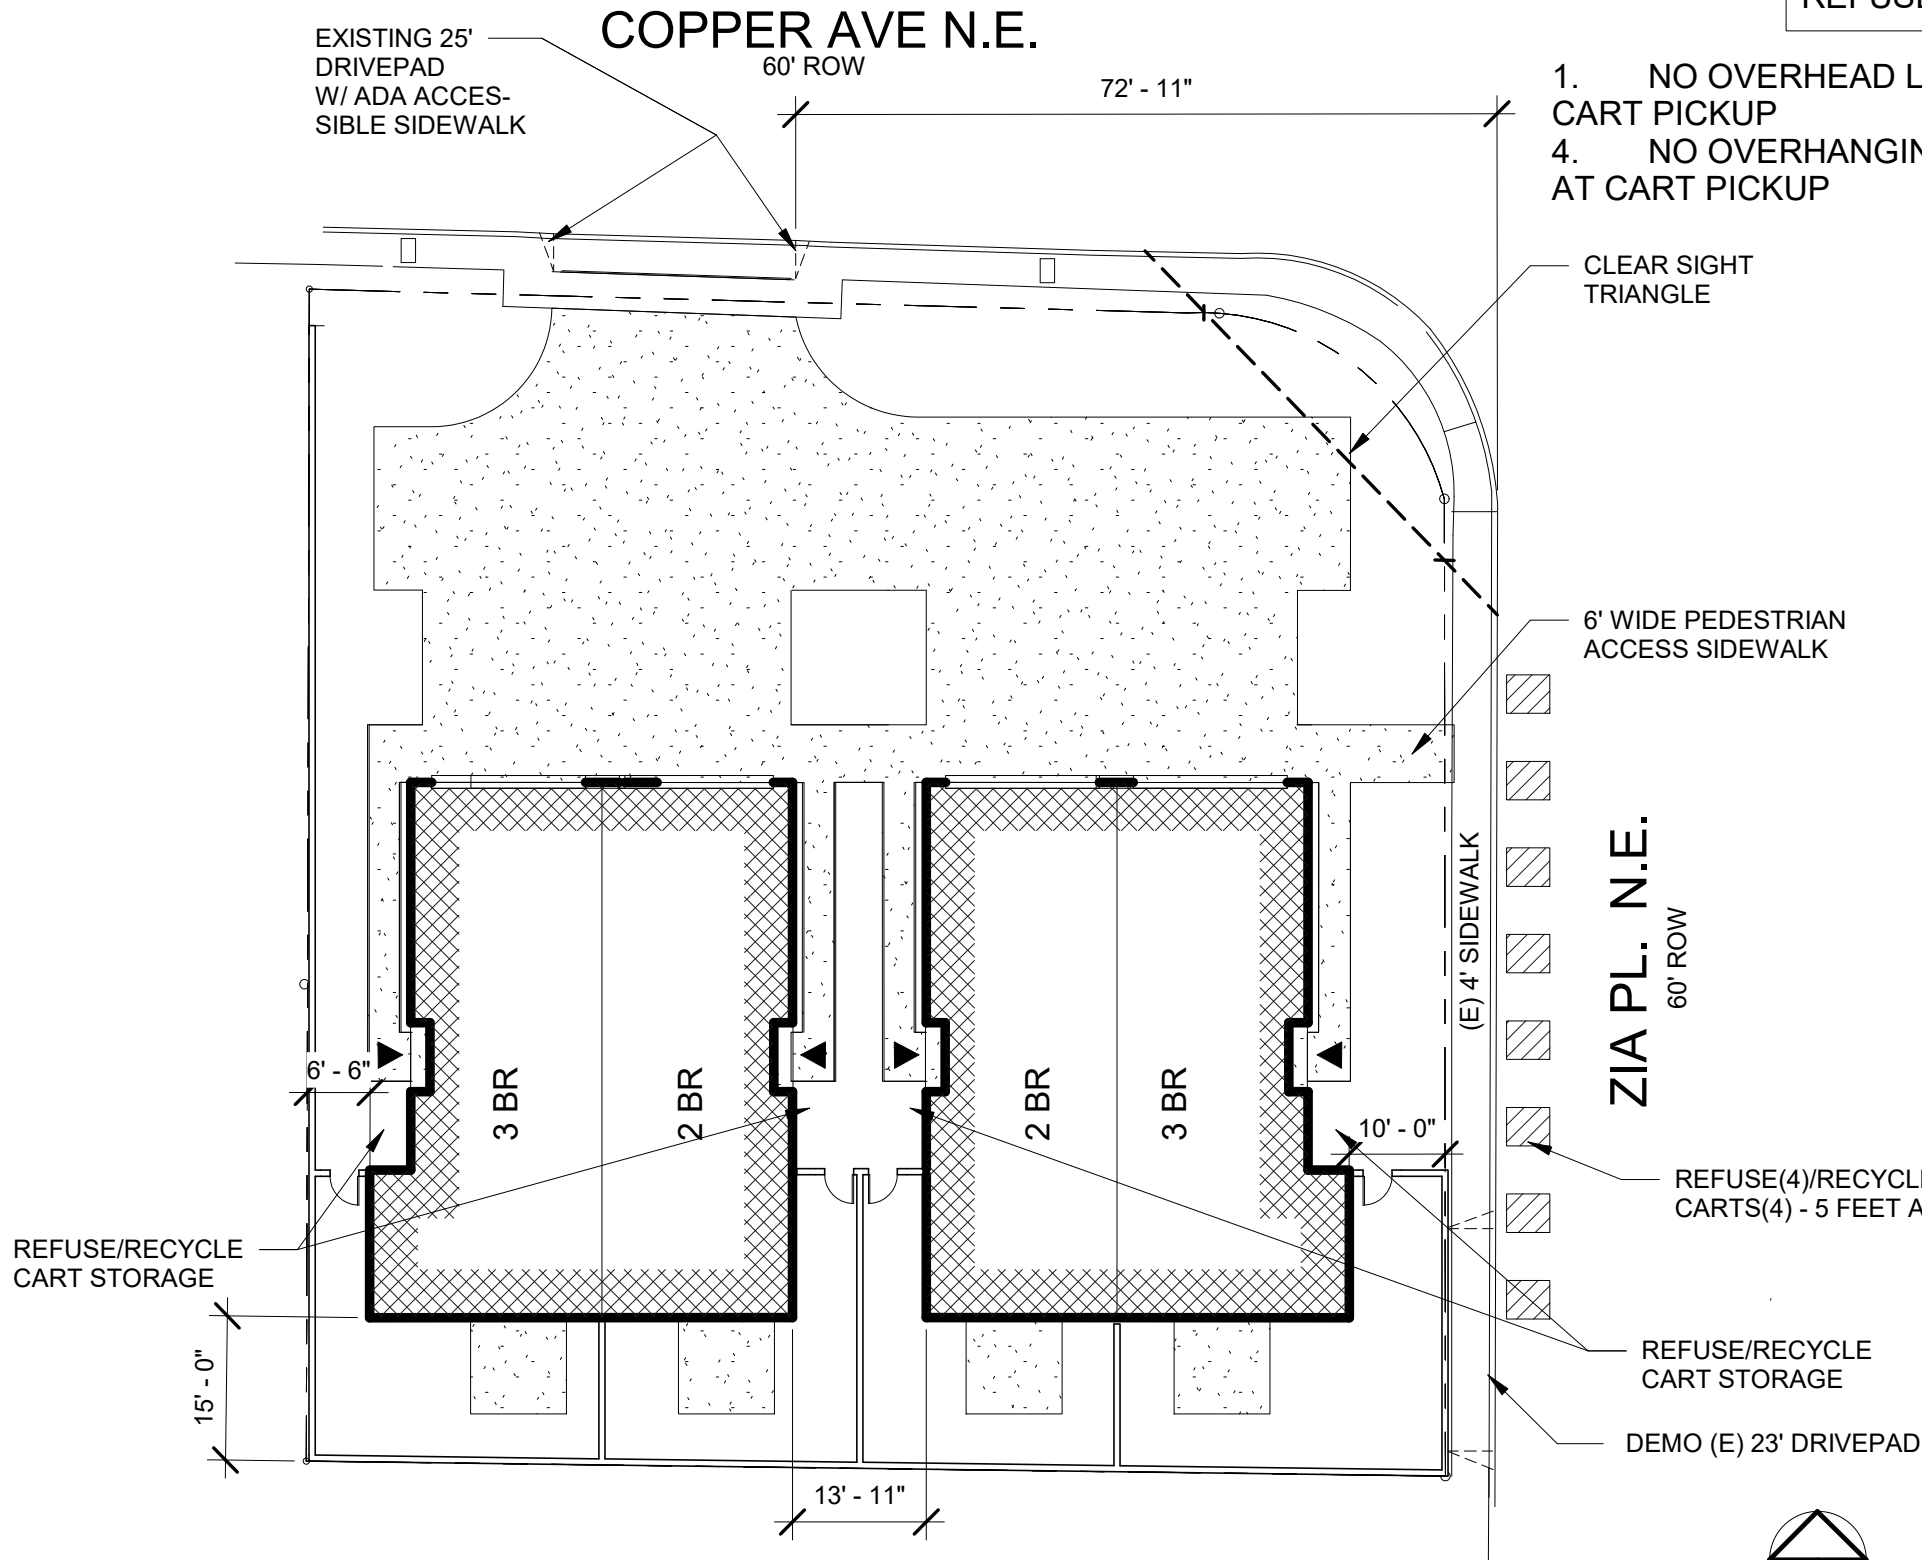 COPPER AVE N.E.
60' ROW
EXISTING 25'
DRIVEPAD
W/ ADA ACCES-
SIBLE SIDEWALK
72' - 11"
1. NO OVERHEAD L
CART PICKUP
4. NO OVERHANGIN
AT CART PICKUP
CLEAR SIGHT
TRIANGLE
6' WIDE PEDESTRIAN
ACCESS SIDEWALK
(E) 4' SIDEWALK
ZIA PL. N.E.
60' ROW
6' - 6"
3 BR
2 BR
2 BR
3 BR
10' - 0"
REFUSE(4)/RECYCLE
CARTS(4) - 5 FEET A
REFUSE/RECYCLE
CART STORAGE
REFUSE/RECYCLE
CART STORAGE
15' - 0"
DEMO (E) 23' DRIVEPAD
13' - 11"